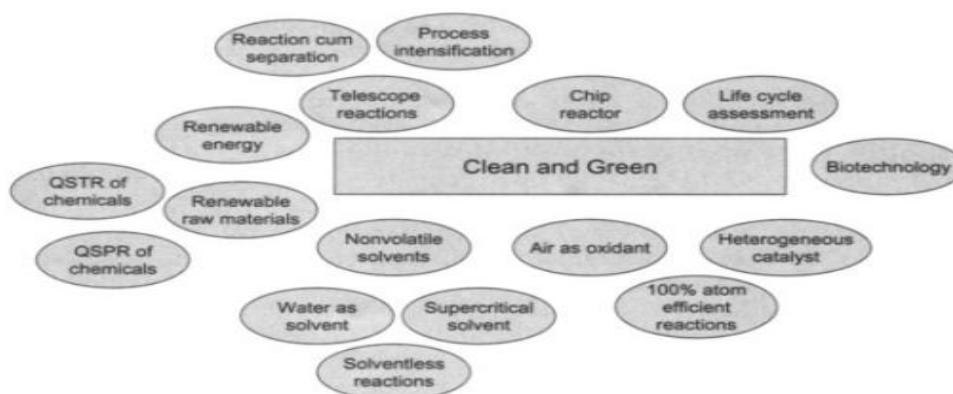 Reaction cum
separation
Process
intensification
Telescope
reactions
Chip
reactor
Life cycle
assessment
Renewable
energy
Clean and Green
Biotechnology
QSTR of
chemicals
Renewable
raw materials
QSPR of
chemicals
Nonvolatile
solvents
Air as oxidant
Heterogeneous
catalyst
100% atom
efficient
reactions
Water as
solvent
Supercritical
solvent
Solventless
reactions